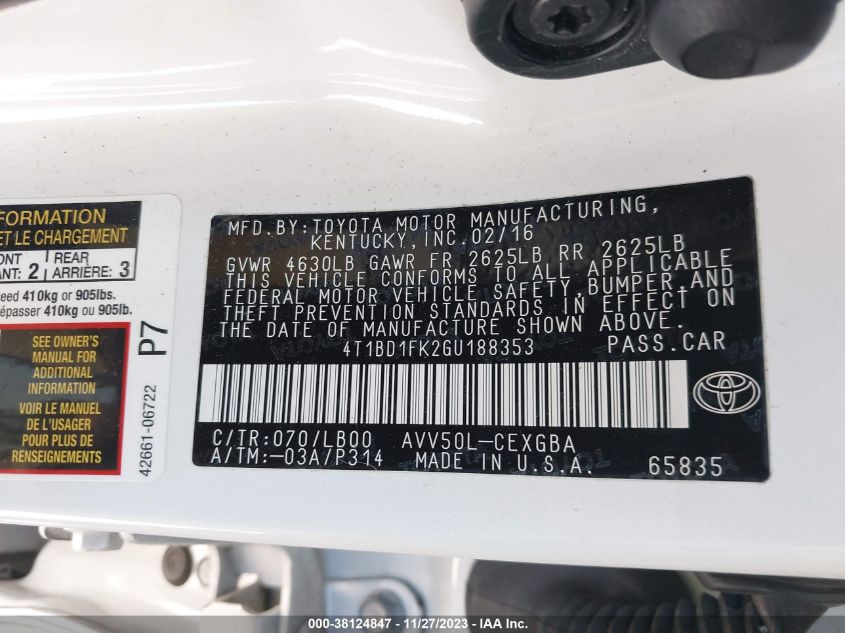 FORMATION
ET LE CHARGEMENT
ONT
ANT: 2
REAR
ARRIÈRE: 3
eed 410kg or 905lbs.
épasser 410kg ou 905lb.
SEE OWNER'S
MANUAL FOR
ADDITIONAL
INFORMATION
VOIR LE MANUEL
DE L'USAGER
POUR PLUS DE
RENSEIGNEMENTS
P7
42661-06722
MFD. BY: TOYOTA MOTOR MANUFACTURING,
KENTUCKY, INC. 02/16
GVWR 4630LB GAWR FR 2625LB RR 2625LB
THIS VEHICLE CONFORMS TO ALL APPLICABLE
FEDERAL MOTOR VEHICLE SAFETY, BUMPER, AND
THEFT PREVENTION STANDARDS IN EFFECT ON
THE DATE OF MANUFACTURE SHOWN ABOVE.
4T1BD1FK2GU188353 PASS. CAR
C/TR: 070/LB00 AVV50L-CEXGBA
A/TM: -03A/P314 MADE IN U.S.A. 65835
000-38124847 - 11/27/2023 - IAA, Inc.